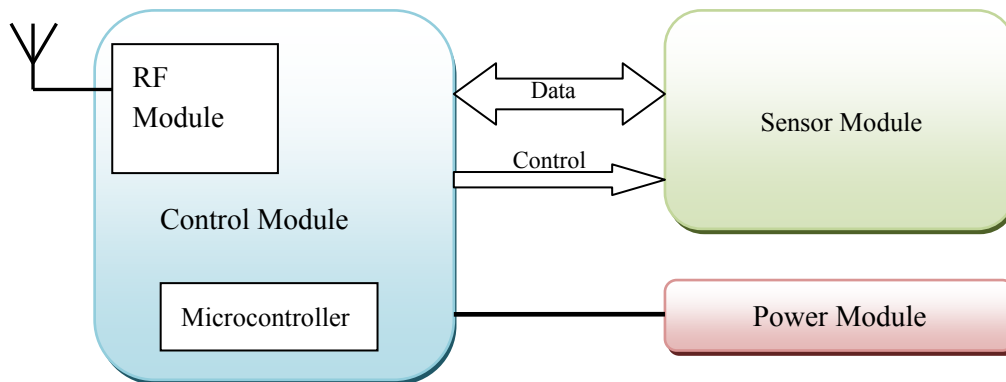 RF
Module
Control Module
Microcontroller
Data
Control
Sensor Module
Power Module